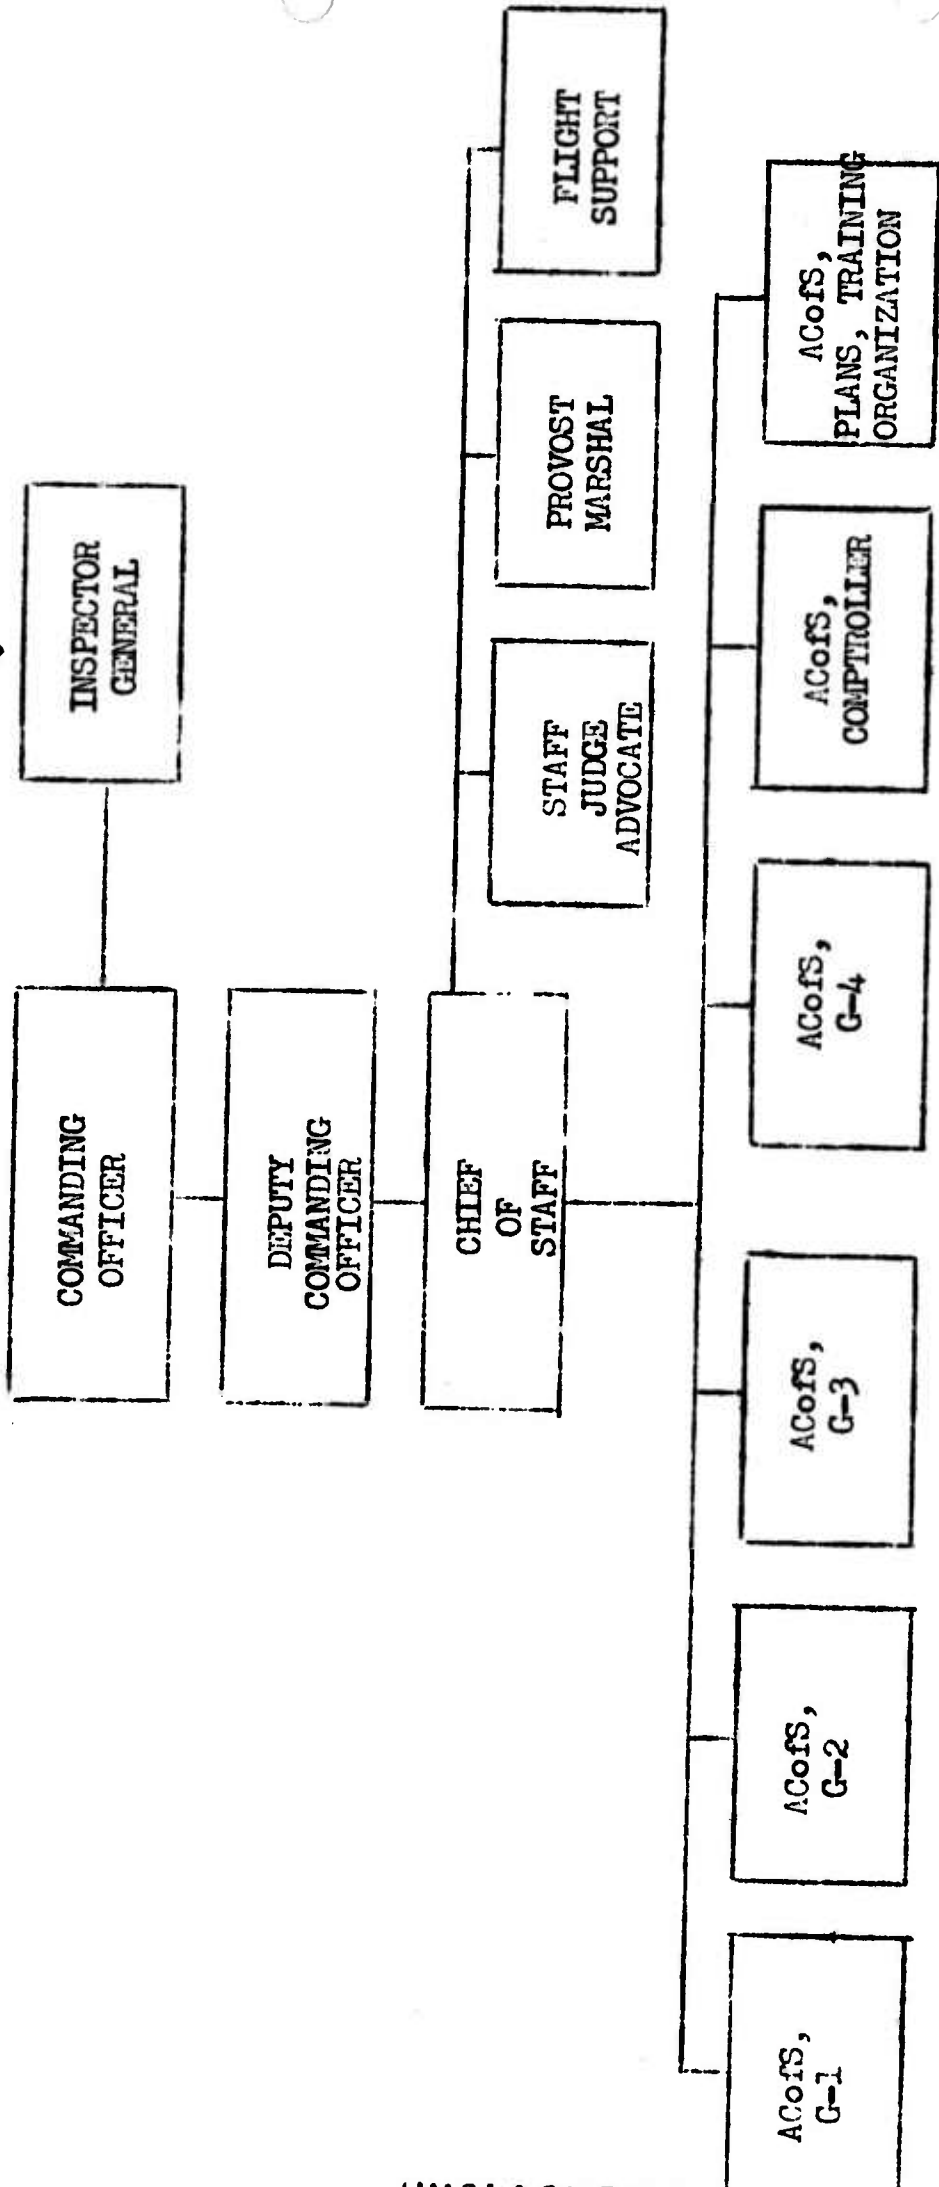 COMMANDING
OFFICER
INSPECTOR
GENERAL
DEPUTY
COMMANDING
OFFICER
CHIEF
OF
STAFF
STAFF
JUDGE
ADVOCATE
PROVOST
MARSHAL
FLIGHT
SUPPORT
ACofS,
G-1
ACofS,
G-2
ACofS,
G-3
ACofS,
G-4
ACofS,
COMPTROLLER
ACofS,
PLANS, TRAINING
ORGANIZATION